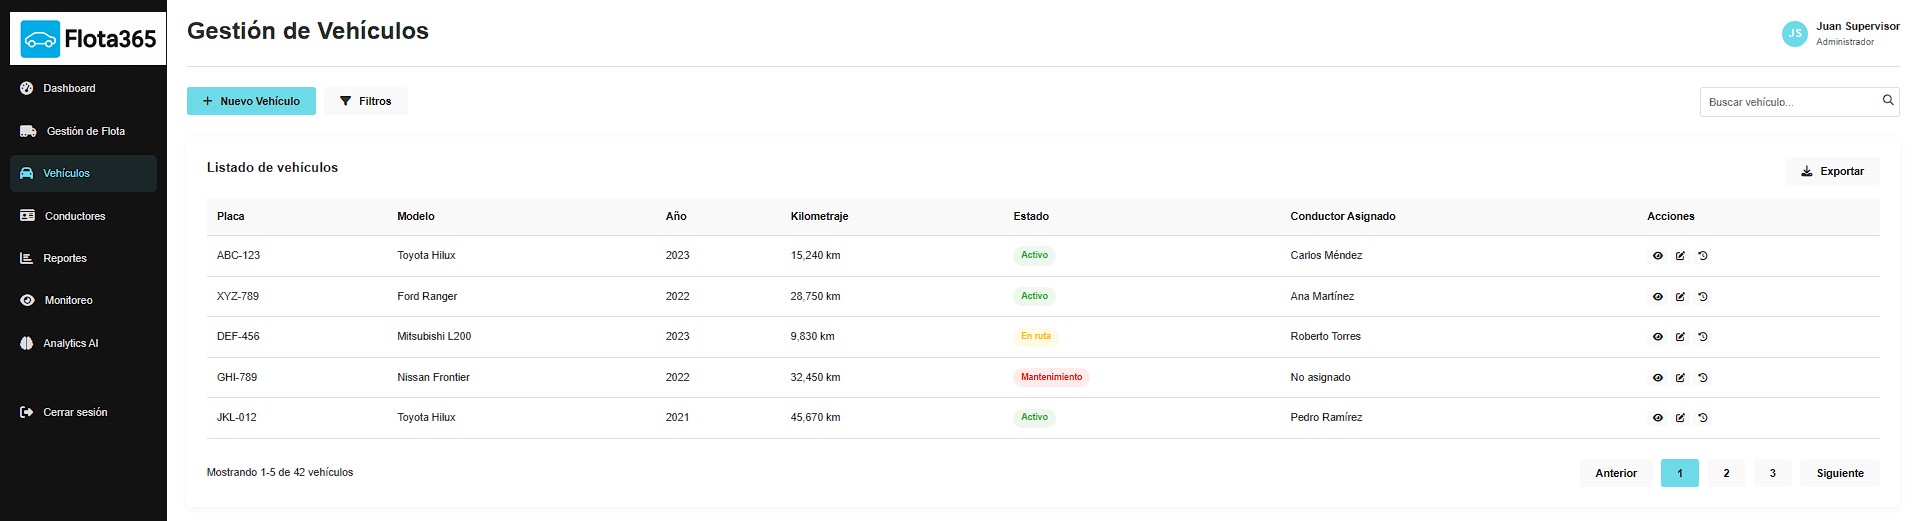 Flota365
Dashboard
Gestión de Flota
Vehículos
Conductores
Reportes
Monitoreo
Analytics AI
Cerrar sesión
Gestión de Vehículos
JS
Juan Supervisor
Administrador
Nuevo Vehículo
Filtros
Buscar vehículo...
Listado de vehículos
Exportar
Placa Modelo Año Kilometraje Estado Conductor Asignado Acciones
ABC-123 Toyota Hilux 2023 15,240 km Activo Carlos Méndez
XYZ-789 Ford Ranger 2022 28,750 km Activo Ana Martínez
DEF-456 Mitsubishi L200 2023 9,830 km En ruta Roberto Torres
GHI-789 Nissan Frontier 2022 32,450 km Mantenimiento No asignado
JKL-012 Toyota Hilux 2021 45,670 km Activo Pedro Ramírez
Mostrando 1-5 de 42 vehículos
Anterior 1 2 3 Siguiente